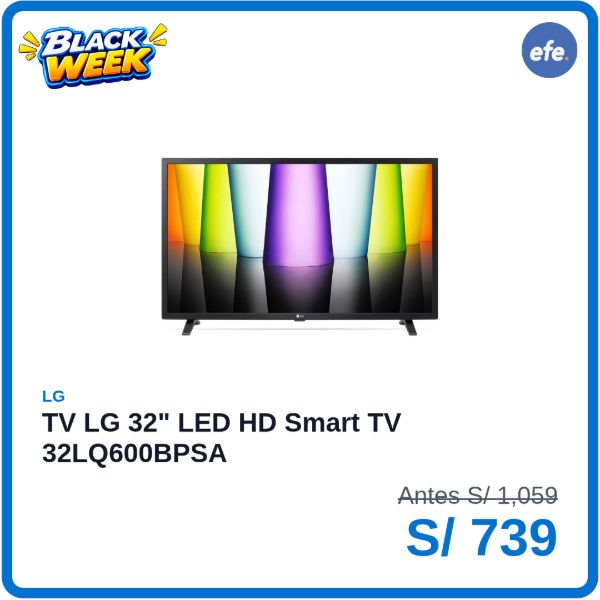 BLACK
WEEK
efe.
LG
TV LG 32" LED HD Smart TV
32LQ600BPSA
Antes S/ 1,059
S/ 739